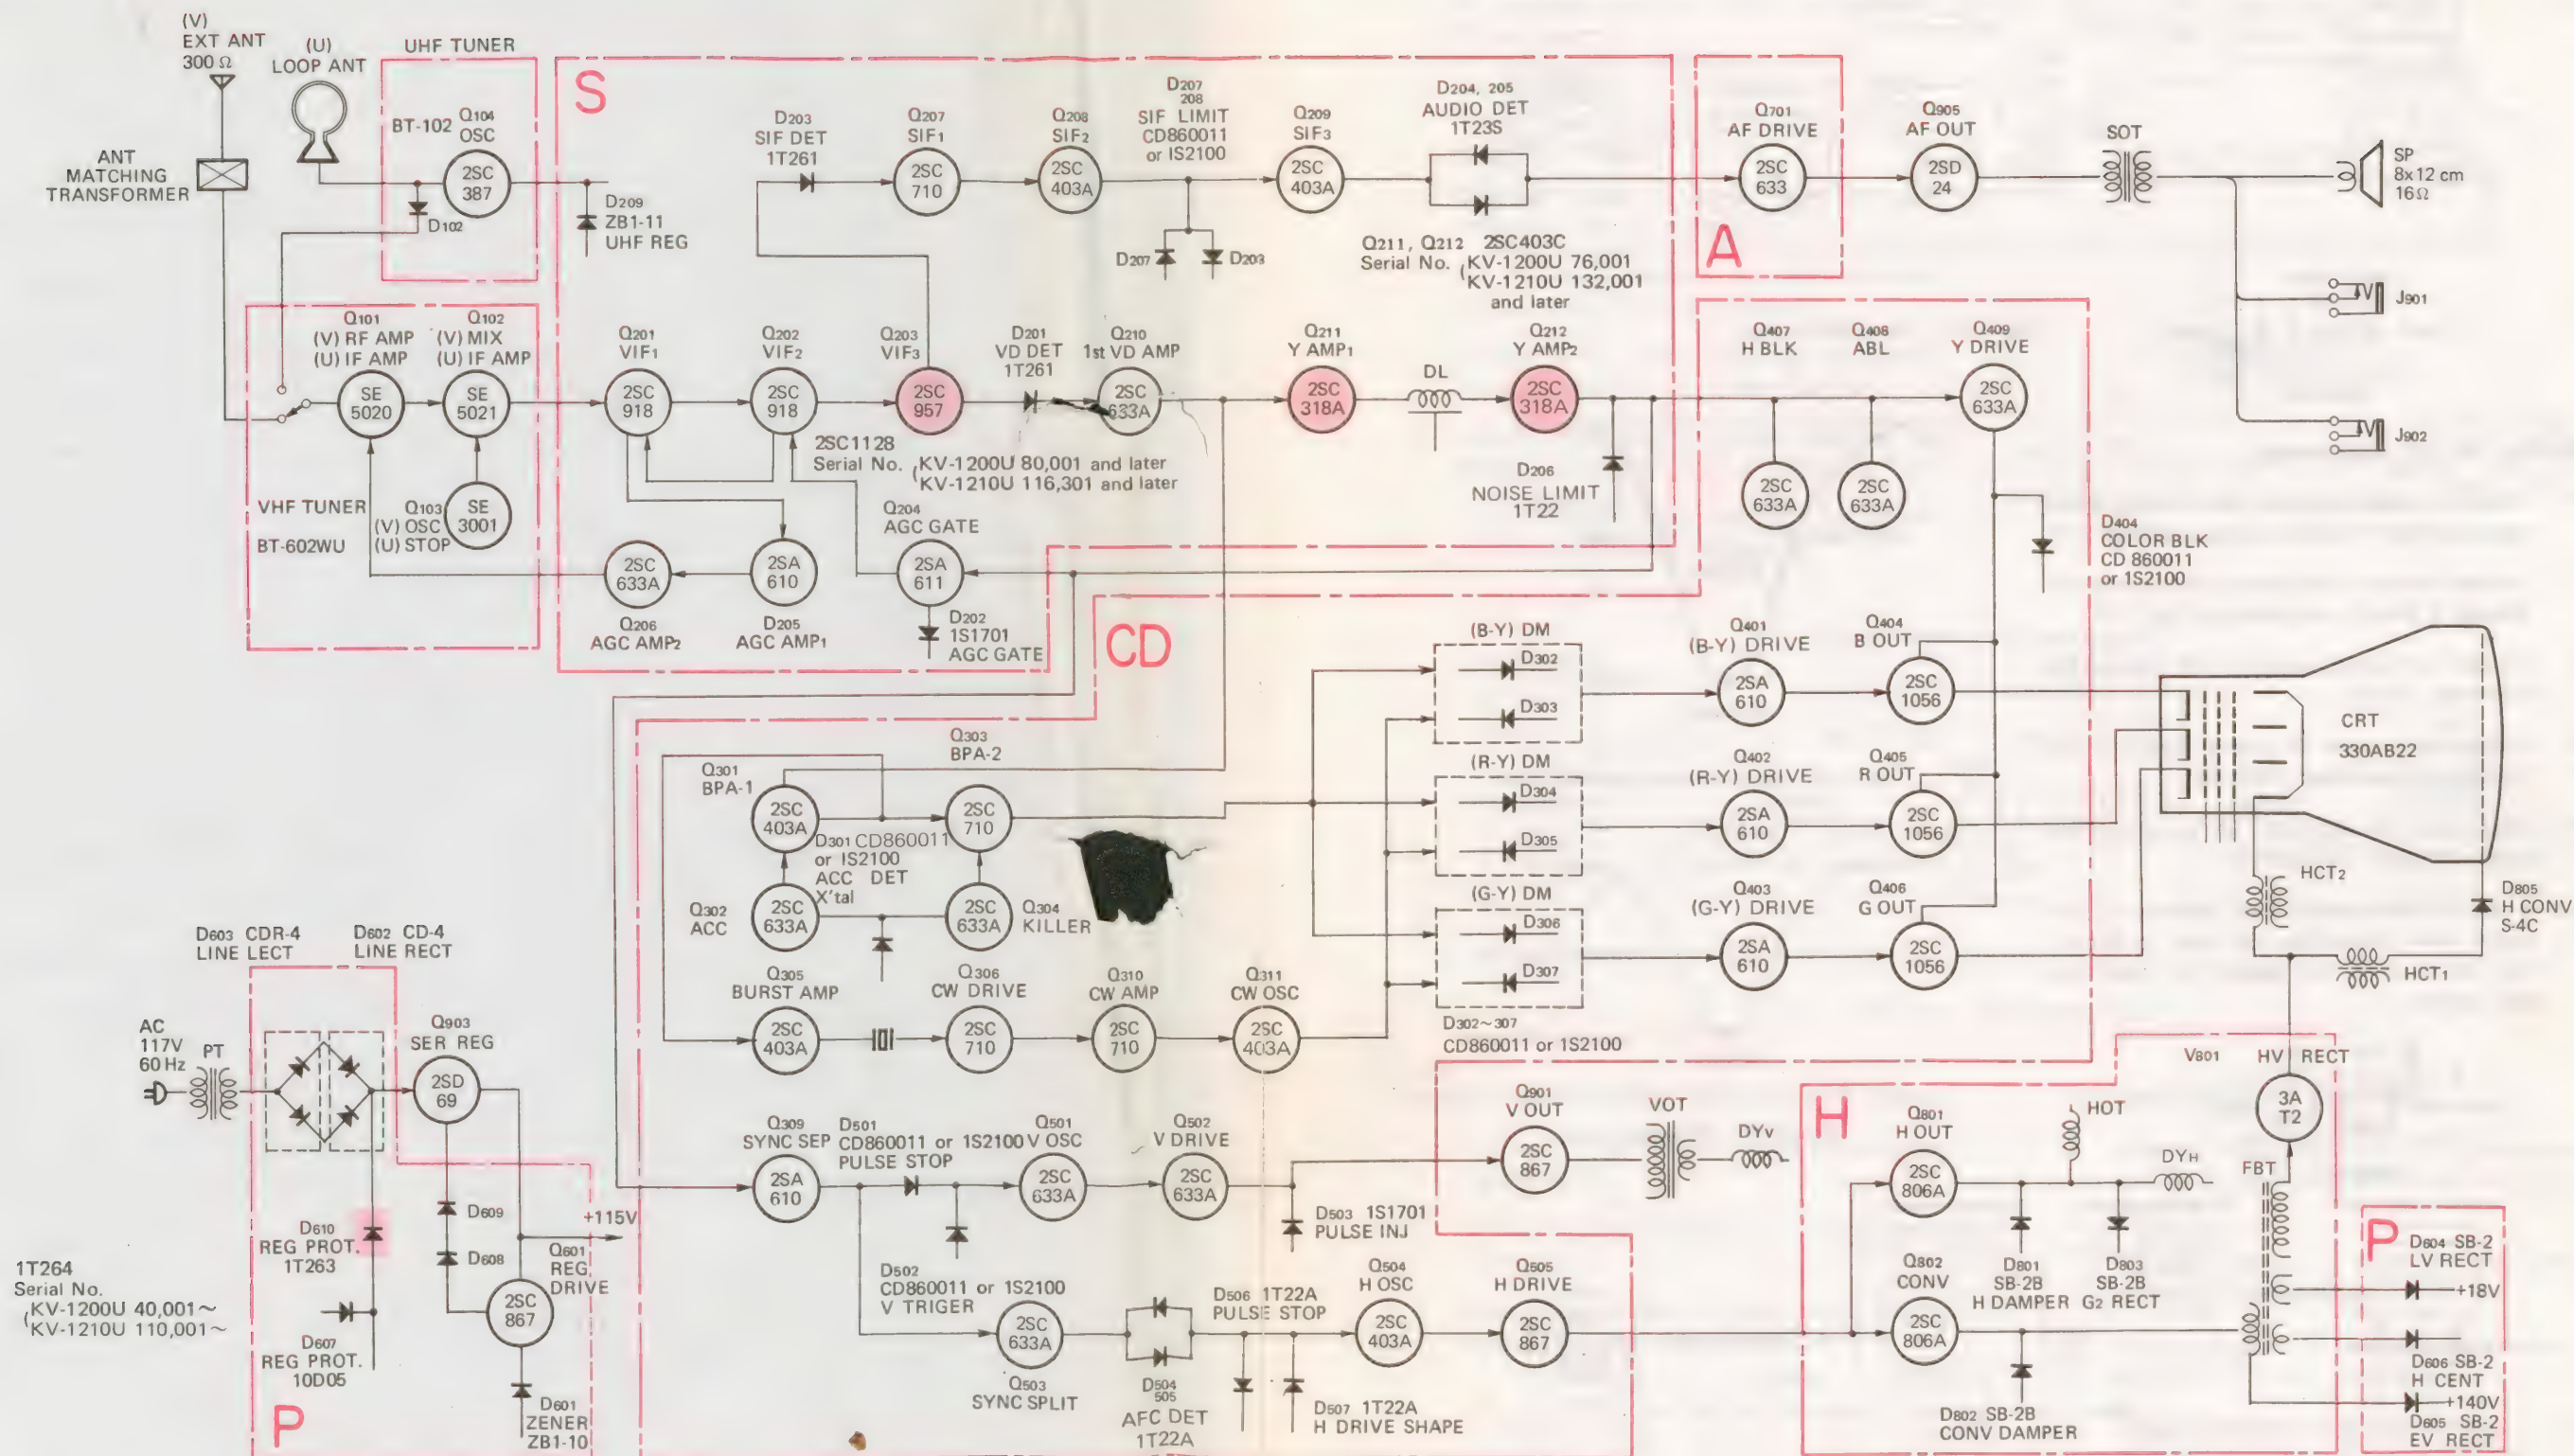 (V)
EXT ANT
300 Ω
(U)
LOOP ANT
UHF TUNER
BT-102
Q104
OSC
2SC
387
D102
ANT
MATCHING
TRANSFORMER
S
D209
ZB1-11
UHF REG
D203
SIF DET
1T261
Q207
SIF1
2SC
710
Q208
SIF2
2SC
403A
D207
208
SIF LIMIT
CD860011
or IS2100
D207
D203
Q209
SIF3
2SC
403A
D204, 205
AUDIO DET
1T23S
Q211, Q212 2SC403C
Serial No. (KV-1200U 76,001
KV-1210U 132,001
and later
A
Q701
AF DRIVE
2SC
633
Q905
AF OUT
2SD
24
SOT
SP
8x12 cm
16Ω
J901
J902
Q101
(V) RF AMP
(U) IF AMP
SE
5020
Q102
(V) MIX
(U) IF AMP
SE
5021
VHF TUNER
BT-602WU
Q103
(V) OSC
(U) STOP
SE
3001
Q201
VIF1
2SC
918
Q202
VIF2
2SC
918
Q203
VIF3
2SC
957
D201
VD DET
1T261
Q210
1st VD AMP
2SC
633A
2SC1128
Serial No. (KV-1200U 80,001 and later
KV-1210U 116,301 and later
Q211
Y AMP1
2SC
318A
DL
Q212
Y AMP2
2SC
318A
D206
NOISE LIMIT
1T22
Q407
H BLK
2SC
633A
Q408
ABL
2SC
633A
Q409
Y DRIVE
2SC
633A
D404
COLOR BLK
CD 860011
or 1S2100
2SC
633A
Q206
AGC AMP2
2SA
610
D205
AGC AMP1
Q204
AGC GATE
2SA
611
D202
1S1701
AGC GATE
CD
(B-Y) DM
D302
D303
Q401
(B-Y) DRIVE
2SA
610
Q404
B OUT
2SC
1056
(R-Y) DM
D304
D305
Q402
(R-Y) DRIVE
2SA
610
Q405
R OUT
2SC
1056
(G-Y) DM
D306
D307
Q403
(G-Y) DRIVE
2SA
610
Q406
G OUT
2SC
1056
D302~307
CD860011 or 1S2100
CRT
330AB22
HCT2
HCT1
D805
H CONV
S-4C
Q301
BPA-1
2SC
403A
Q303
BPA-2
2SC
710
D301 CD860011
or IS2100
ACC DET
X'tal
Q302
ACC
2SC
633A
2SC
633A
Q304
KILLER
Q305
BURST AMP
2SC
403A
Q306
CW DRIVE
2SC
710
Q310
CW AMP
2SC
710
Q311
CW OSC
2SC
403A
D603 CDR-4
LINE LECT
D602 CD-4
LINE RECT
AC
117V
60 Hz
PT
Q903
SER REG
2SD
69
D610
REG PROT.
1T263
D609
D608
+115V
Q601
REG
DRIVE
2SC
867
1T264
Serial No.
(KV-1200U 40,001~
KV-1210U 110,001~
D607
REG PROT.
10D05
D601
ZENER
ZB1-10
P
Q309
SYNC SEP
2SA
610
D501
CD860011 or 1S2100
PULSE STOP
Q501
V OSC
2SC
633A
Q502
V DRIVE
2SC
633A
D503 1S1701
PULSE INJ
Q901
V OUT
2SC
867
VOT
DYV
D502
CD860011 or 1S2100
V TRIGER
2SC
633A
Q503
SYNC SPLIT
D504
505
AFC DET
1T22A
D506 1T22A
PULSE STOP
D507 1T22A
H DRIVE SHAPE
Q504
H OSC
2SC
403A
Q505
H DRIVE
2SC
867
H
Q801
H OUT
2SC
806A
HOT
DYH
D801
SB-2B
H DAMPER
D803
SB-2B
G2 RECT
Q802
CONV
2SC
806A
D802 SB-2B
CONV DAMPER
V801
HV RECT
3A
T2
FBT
P
D604 SB-2
LV RECT
+18V
D606 SB-2
H CENT
+140V
D605 SB-2
EV RECT